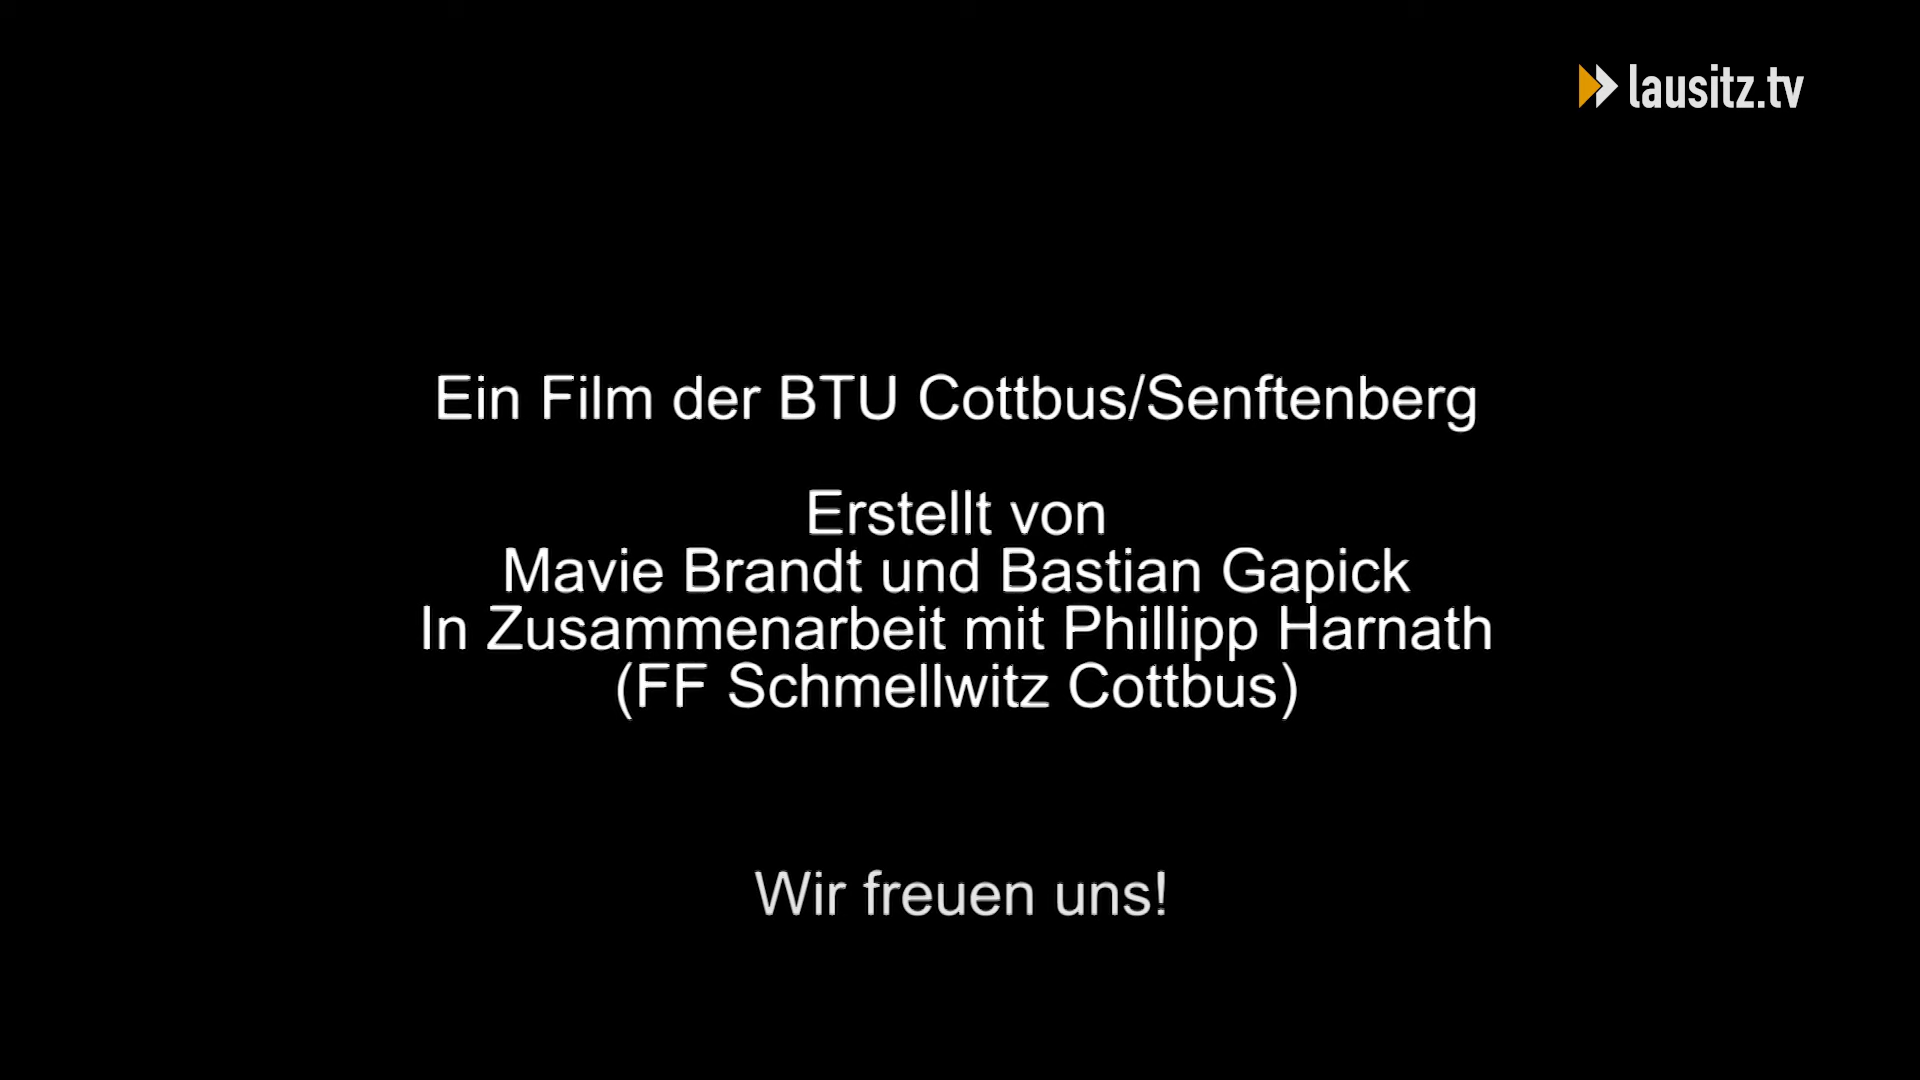 lausitz.tv
Ein Film der BTU Cottbus/Senftenberg
Erstellt von
Mavie Brandt und Bastian Gapick
In Zusammenarbeit mit Phillipp Harnath
(FF Schmellwitz Cottbus)
Wir freuen uns!